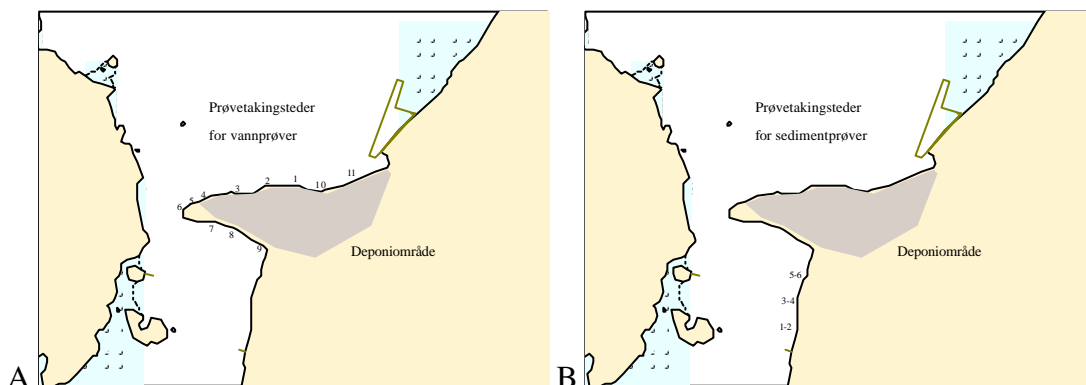 Prøvetakingsteder
for vannprøver
11
1
2
10
3
4
5
6
7
8
9
Deponiområde
A
Prøvetakingsteder
for sedimentprøver
Deponiområde
5-6
3-4
1-2
B